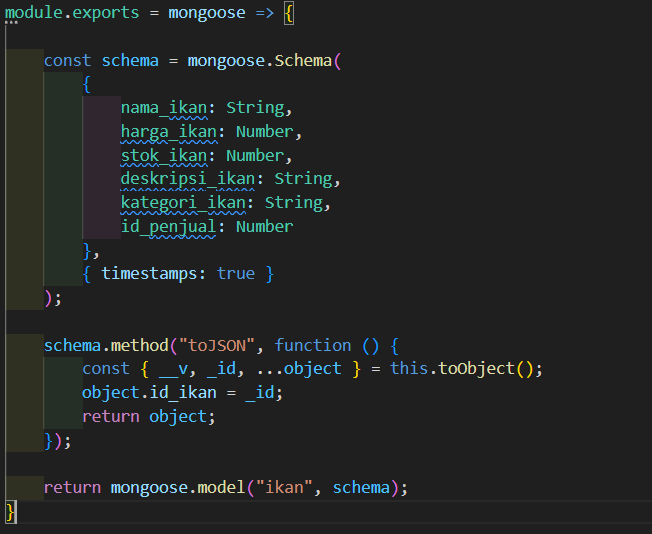 module.exports = mongoose => {
const schema = mongoose.Schema(
{
nama_ikan: String,
harga_ikan: Number,
stok_ikan: Number,
deskripsi_ikan: String,
kategori_ikan: String,
id_penjual: Number
},
{ timestamps: true }
);
schema.method("toJSON", function () {
const { __v, _id, ...object } = this.toObject();
object.id_ikan = _id;
return object;
});
return mongoose.model("ikan", schema);
}